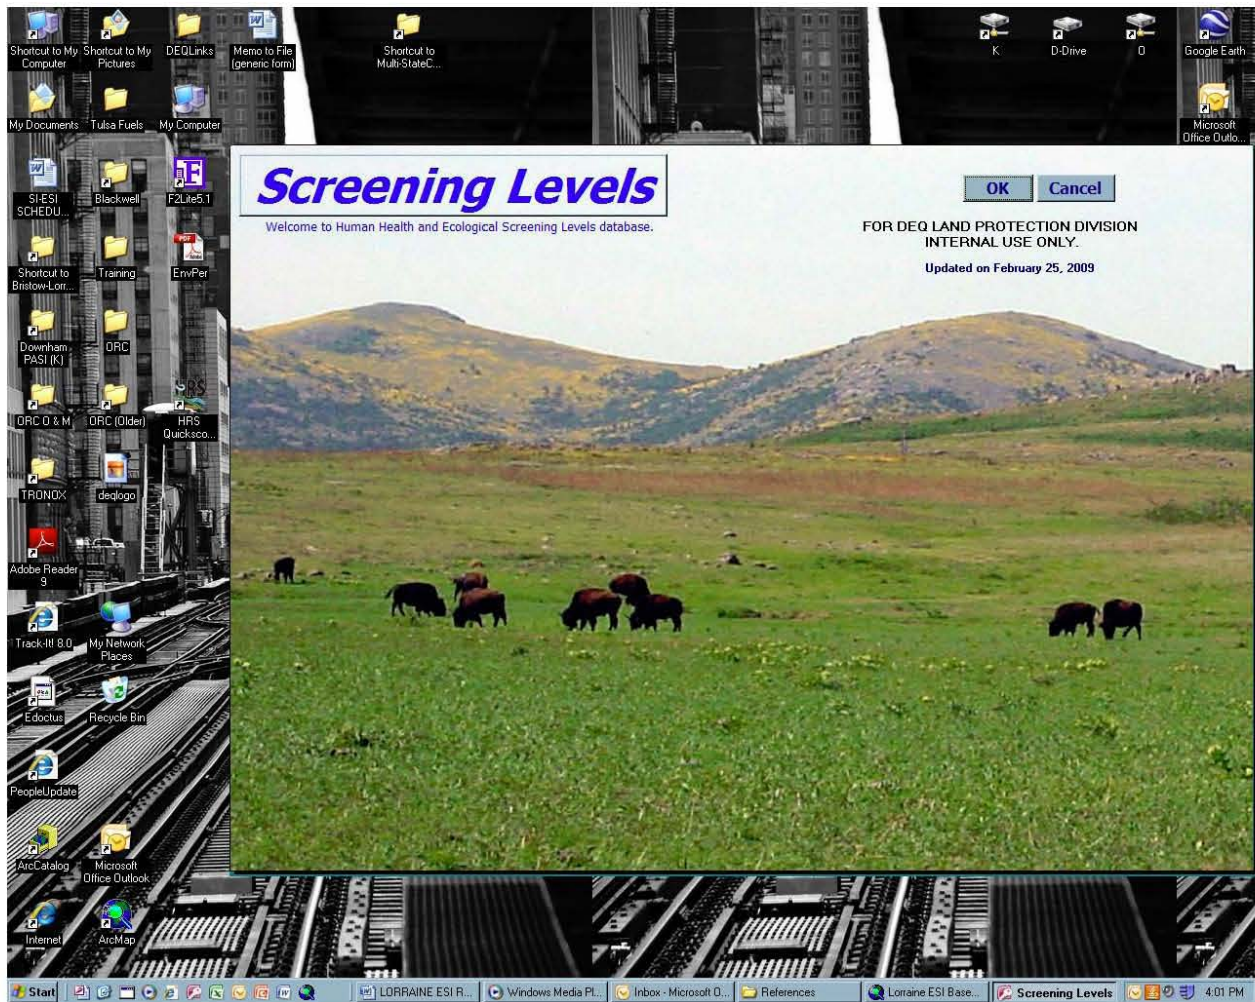 Shortcut to My
Computer
Shortcut to My
Pictures
DEQLinks
Memo to File
(generic form)
Shortcut to
Multi-StateC...
K
D-Drive
O
Google Earth
My Documents
Tulsa Fuels
My Computer
Microsoft
Office Outlo...
SI-ESI
SCHEDU...
Blackwell
F2Lite5.1
Screening Levels
Welcome to Human Health and Ecological Screening Levels database.
OK
Cancel
FOR DEQ LAND PROTECTION DIVISION
INTERNAL USE ONLY.
Updated on February 25, 2009
Shortcut to
Bristow-Lorr...
Training
EnvPer
Downham
PASI (K)
ORC
ORC O & M
ORC (Older)
HRS
Quicksco...
TRONOX
deqlogo
Adobe Reader
9
Track-It! 8.0
My Network
Places
Edoctus
Recycle Bin
PeopleUpdate
ArcCatalog
Microsoft
Office Outlook
Internet
ArcMap
Start
LORRAINE ESI R...
Windows Media Pl...
Inbox - Microsoft O...
References
Lorraine ESI Base...
Screening Levels
4:01 PM